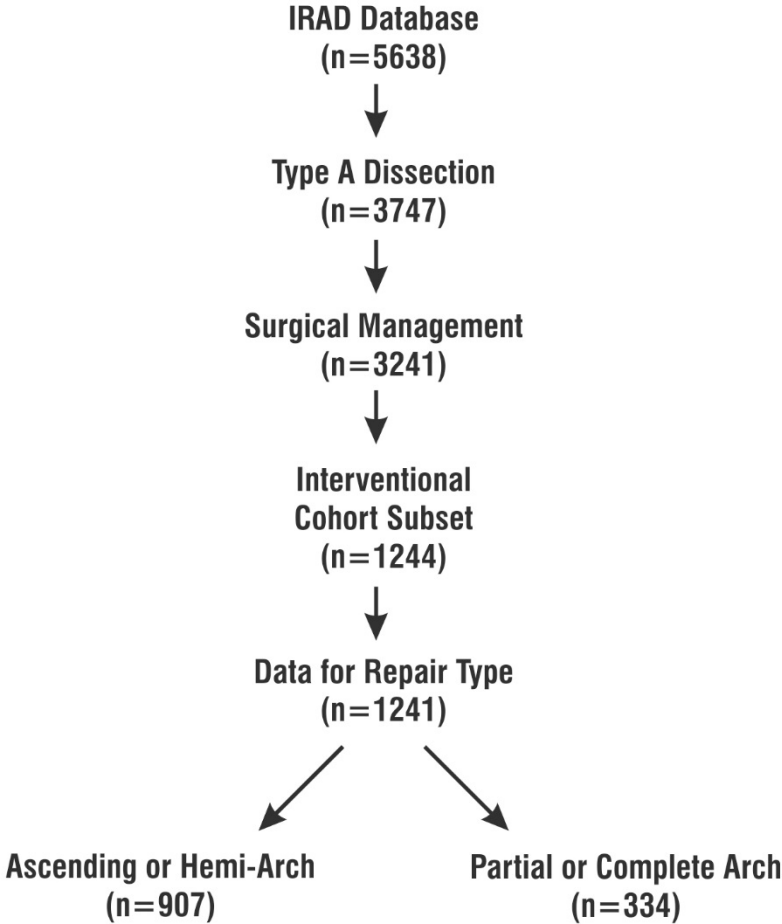 IRAD Database
(n=5638)
Type A Dissection
(n=3747)
Surgical Management
(n=3241)
Interventional
Cohort Subset
(n=1244)
Data for Repair Type
(n=1241)
Ascending or Hemi-Arch
(n=907)
Partial or Complete Arch
(n=334)